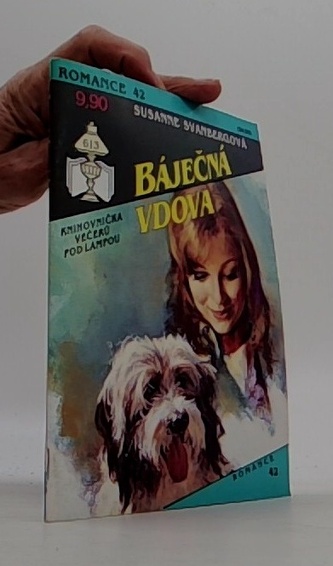 ROMANCE 42
9,90
SUSANNE SVANBERGOVÁ
613
BÁJEČNÁ
VDOVA
KNIHOVNIČKA
VEČERŮ
POD LAMPOU
ROMANCE
42